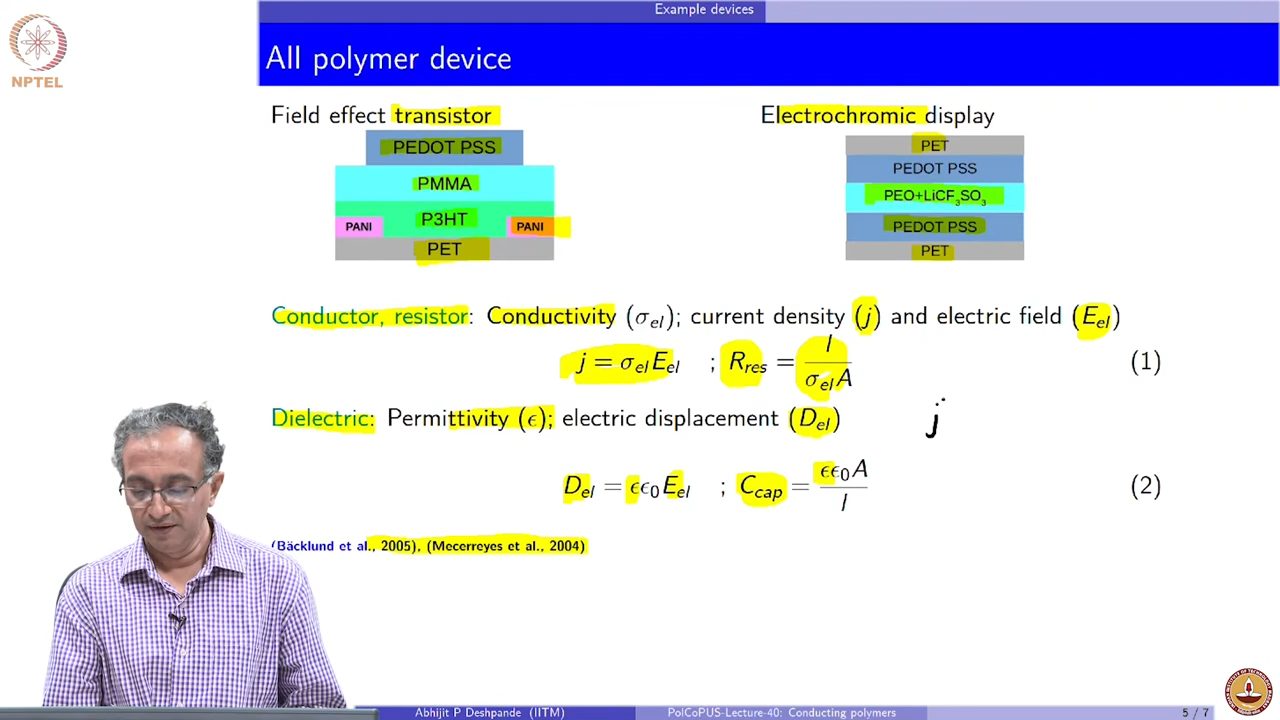 Example devices
NPTEL
All polymer device
Field effect transistor
PEDOT PSS
PMMA
P3HT
PANI
PANI
PET
Electrochromic display
PET
PEDOT PSS
PEO+LiCF₃SO₃
PEDOT PSS
PET
Conductor, resistor: Conductivity (σel); current density (j) and electric field (Eel)
j = σelEel ; Rres = l / σelA (1)
Dielectric: Permittivity (ϵ); electric displacement (Del)
j
Del = ϵϵ0Eel ; Ccap = ϵϵ0A / l (2)
(Bäcklund et al., 2005), (Mecerreyes et al., 2004)
Abhijit P Deshpande (IITM) PolCoPUS-Lecture-40: Conducting polymers 5 / 7